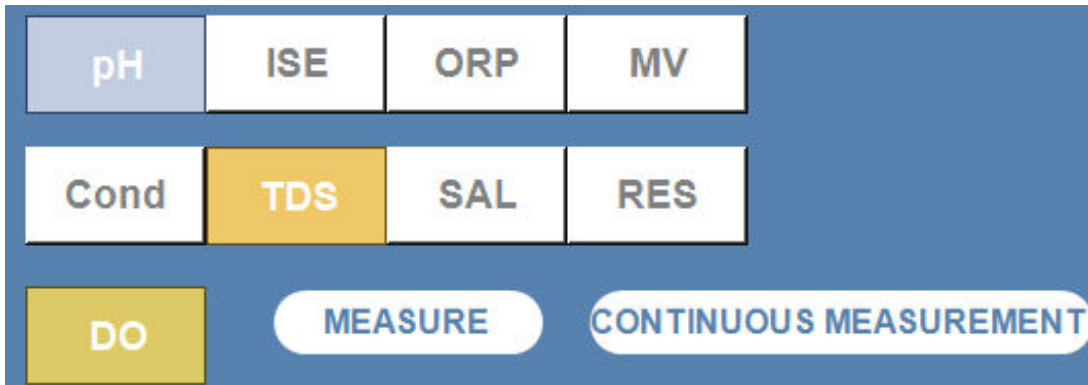 pH ISE ORP MV
Cond TDS SAL RES
DO MEASURE CONTINUOUS MEASUREMENT